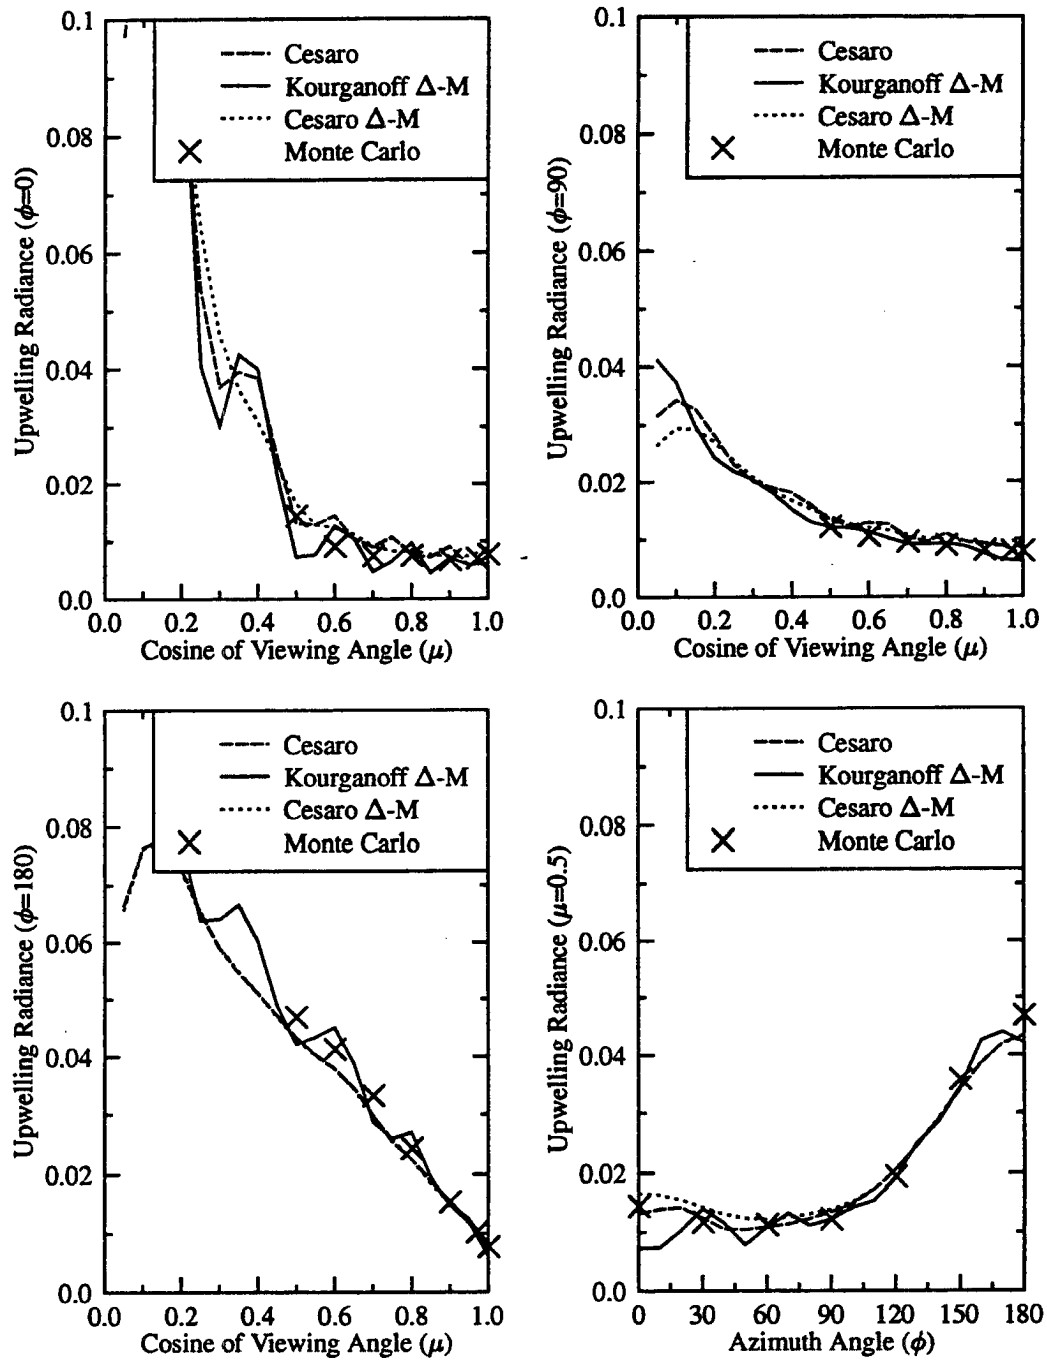 0.1
0.08
0.06
0.04
0.02
0.0
Upwelling Radiance (ϕ=0)
Cesaro
Kourganoff Δ-M
Cesaro Δ-M
Monte Carlo
0.0 0.2 0.4 0.6 0.8 1.0
Cosine of Viewing Angle (μ)
0.1
0.08
0.06
0.04
0.02
0.0
Upwelling Radiance (ϕ=90)
Cesaro
Kourganoff Δ-M
Cesaro Δ-M
Monte Carlo
0.0 0.2 0.4 0.6 0.8 1.0
Cosine of Viewing Angle (μ)
0.1
0.08
0.06
0.04
0.02
0.0
Upwelling Radiance (ϕ=180)
Cesaro
Kourganoff Δ-M
Cesaro Δ-M
Monte Carlo
0.0 0.2 0.4 0.6 0.8 1.0
Cosine of Viewing Angle (μ)
0.1
0.08
0.06
0.04
0.02
0.0
Upwelling Radiance (μ=0.5)
Cesaro
Kourganoff Δ-M
Cesaro Δ-M
Monte Carlo
0 30 60 90 120 150 180
Azimuth Angle (ϕ)